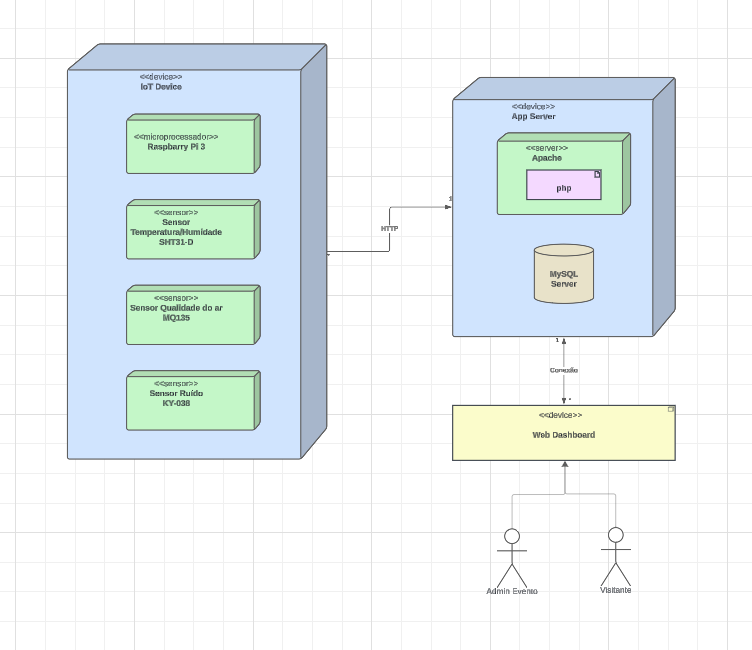 <<device>>
IoT Device
<<microprocessador>>
Raspbarry Pi 3
<<sensor>>
Sensor
Temperatura/Humidade
SHT31-D
<<sensor>>
Sensor Qualidade do ar
MQ135
<<sensor>>
Sensor Ruído
KY-038
HTTP
1
<<device>>
App Server
<<server>>
Apache
php
MySQL
Server
1
Conexão
*
<<device>>
Web Dashboard
Admin Evento
Visitante